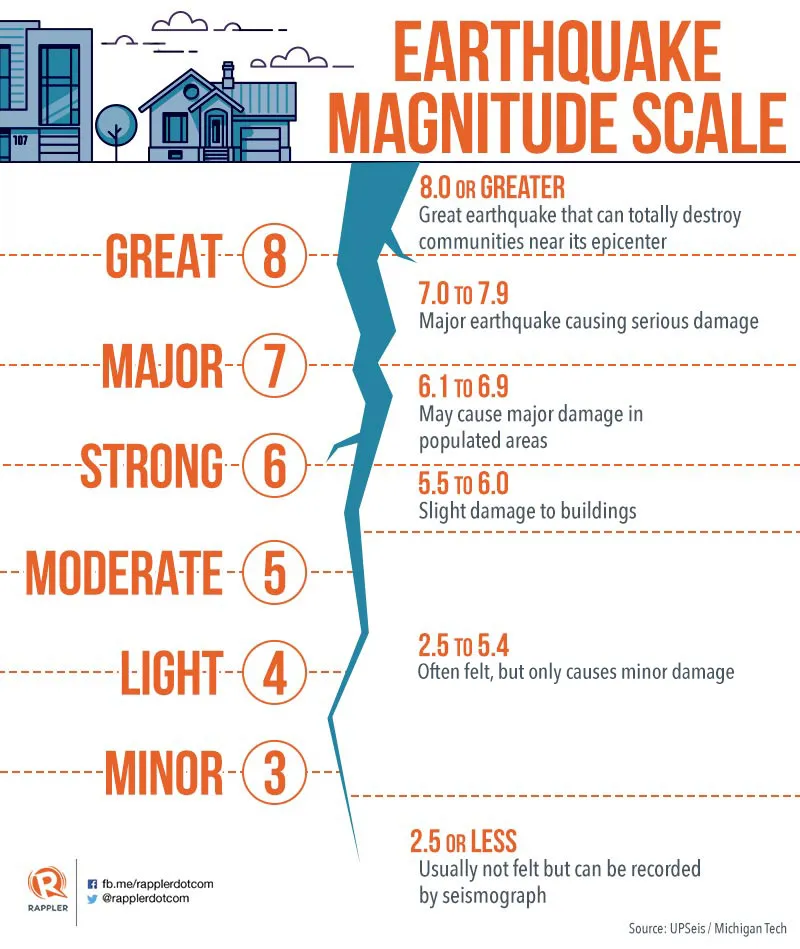 EARTHQUAKE
MAGNITUDE SCALE
107
GREAT 8
8.0 OR GREATER
Great earthquake that can totally destroy
communities near its epicenter
7.0 TO 7.9
Major earthquake causing serious damage
MAJOR 7
6.1 TO 6.9
May cause major damage in
populated areas
STRONG 6
5.5 TO 6.0
Slight damage to buildings
MODERATE 5
LIGHT 4
2.5 TO 5.4
Often felt, but only causes minor damage
MINOR 3
2.5 OR LESS
Usually not felt but can be recorded
by seismograph
R
RAPPLER
f fb.me/rapplerdotcom
@rapplerdotcom
Source: UPSeis / Michigan Tech